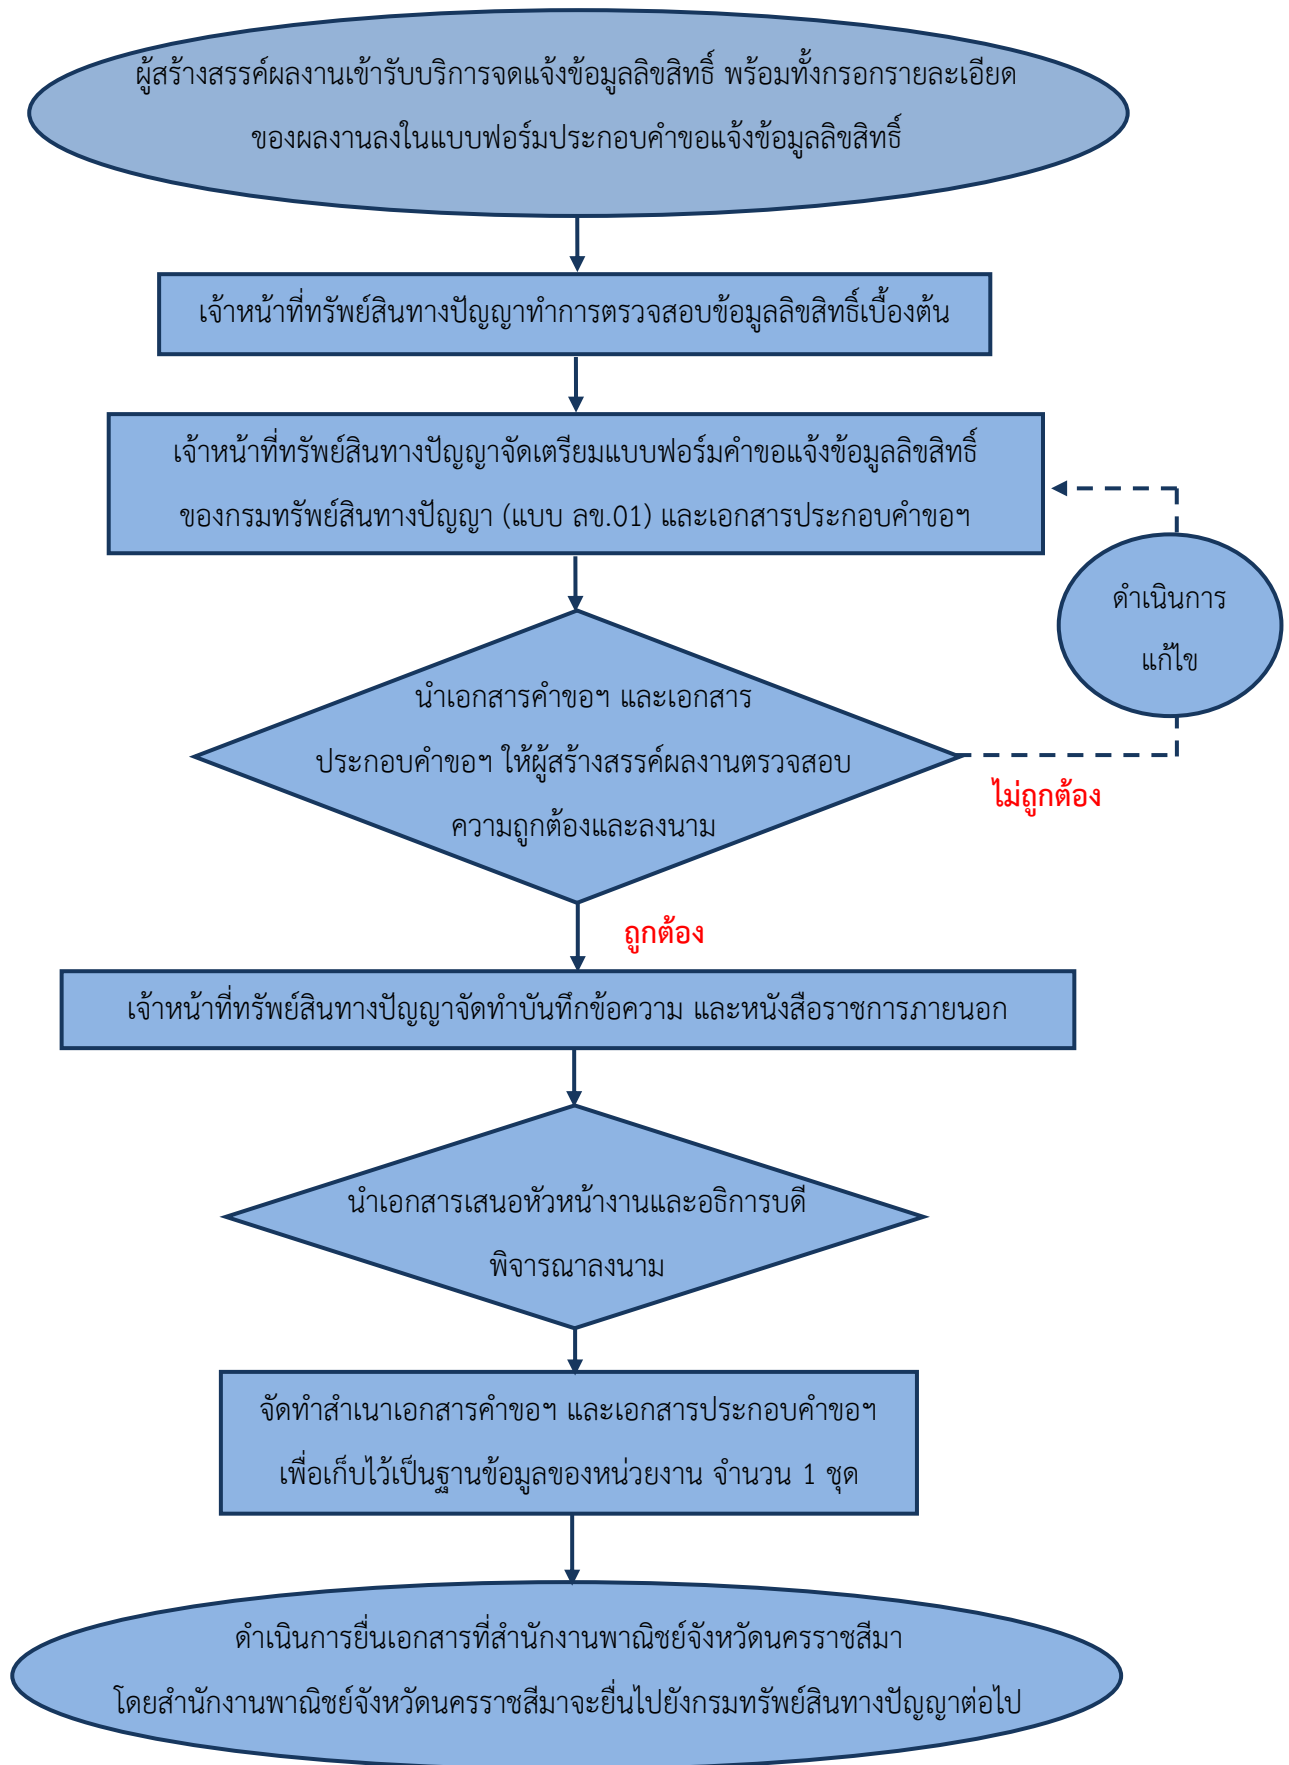 ผู้สร้างสรรค์ผลงานเข้ารับบริการจดแจ้งข้อมูลลิขสิทธิ์ พร้อมทั้งกรอกรายละเอียด
ของผลงานลงในแบบฟอร์มประกอบคำขอแจ้งข้อมูลลิขสิทธิ์
เจ้าหน้าที่ทรัพย์สินทางปัญญาทำการตรวจสอบข้อมูลลิขสิทธิ์เบื้องต้น
เจ้าหน้าที่ทรัพย์สินทางปัญญาจัดเตรียมแบบฟอร์มคำขอแจ้งข้อมูลลิขสิทธิ์
ของกรมทรัพย์สินทางปัญญา (แบบ ลข.01) และเอกสารประกอบคำขอฯ
ดำเนินการ
แก้ไข
นำเอกสารคำขอฯ และเอกสาร
ประกอบคำขอฯ ให้ผู้สร้างสรรค์ผลงานตรวจสอบ
ความถูกต้องและลงนาม
ไม่ถูกต้อง
ถูกต้อง
เจ้าหน้าที่ทรัพย์สินทางปัญญาจัดทำบันทึกข้อความ และหนังสือราชการภายนอก
นำเอกสารเสนอหัวหน้างานและอธิการบดี
พิจารณาลงนาม
จัดทำสำเนาเอกสารคำขอฯ และเอกสารประกอบคำขอฯ
เพื่อเก็บไว้เป็นฐานข้อมูลของหน่วยงาน จำนวน 1 ชุด
ดำเนินการยื่นเอกสารที่สำนักงานพาณิชย์จังหวัดนครราชสีมา
โดยสำนักงานพาณิชย์จังหวัดนครราชสีมาจะยื่นไปยังกรมทรัพย์สินทางปัญญาต่อไป